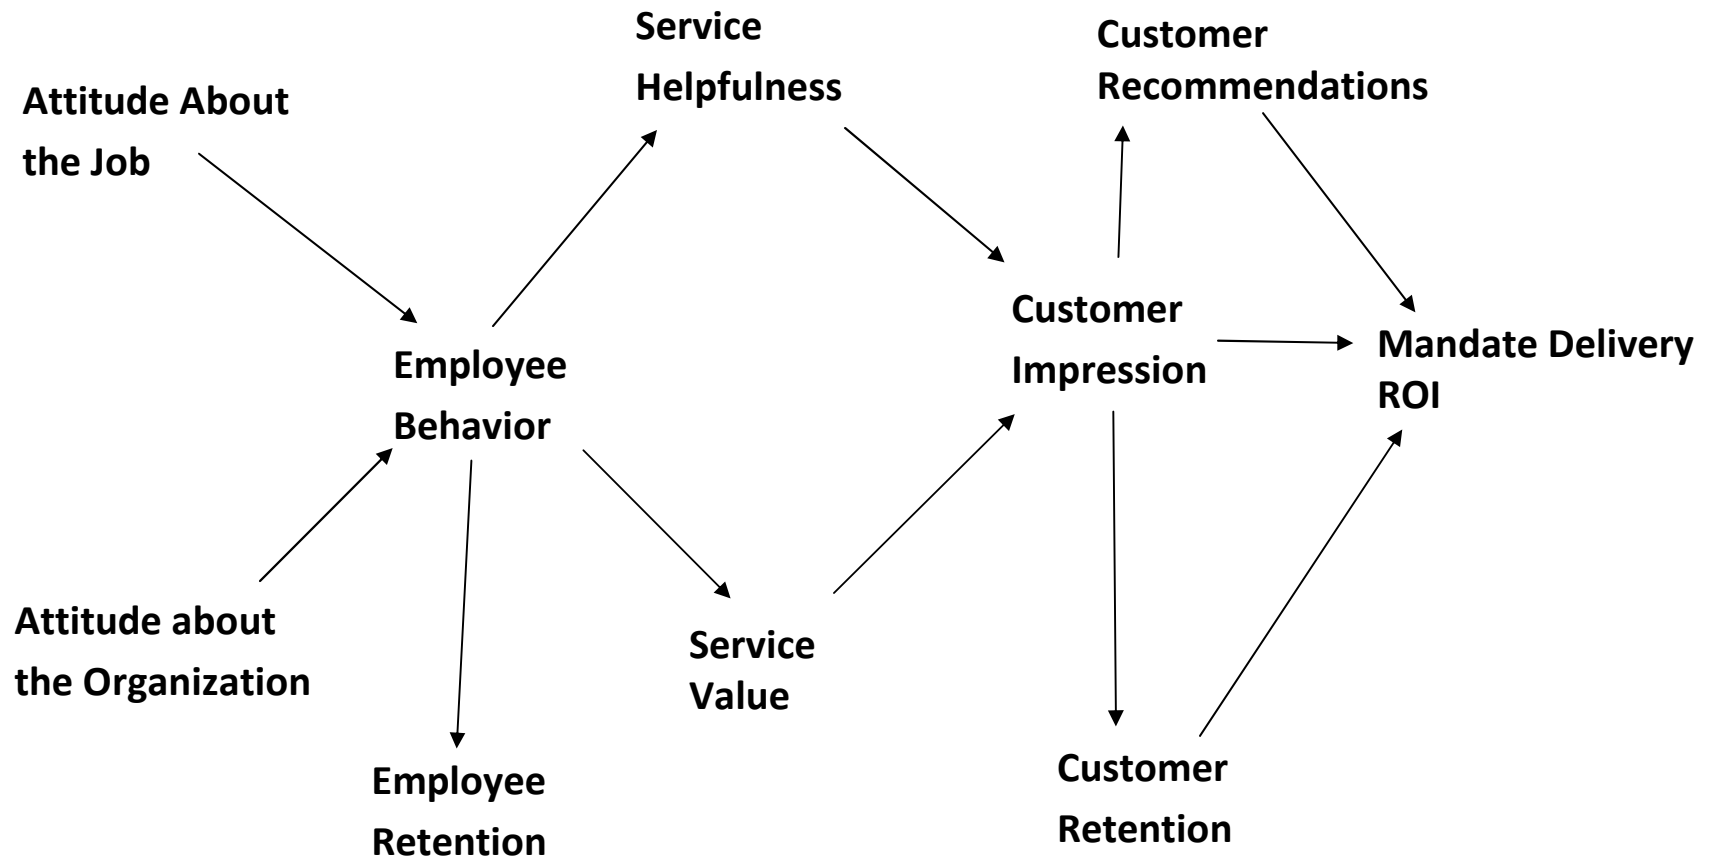 Service
Helpfulness
Customer
Recommendations
Attitude About
the Job
Customer
Impression
Mandate Delivery
ROI
Employee
Behavior
Attitude about
the Organization
Service
Value
Employee
Retention
Customer
Retention